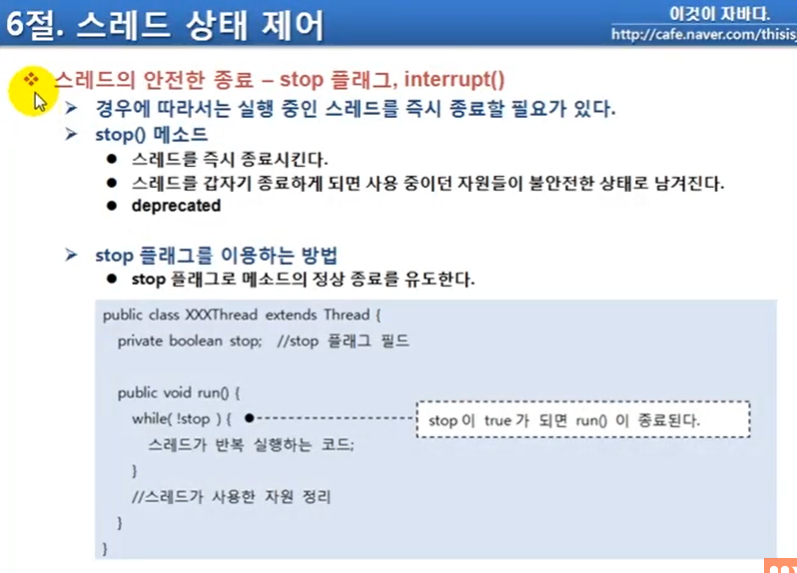 6절. 스레드 상태 제어
이것이 자바다.
http://cafe.naver.com/thisis
스레드의 안전한 종료 – stop 플래그, interrupt()
경우에 따라서는 실행 중인 스레드를 즉시 종료할 필요가 있다.
stop() 메소드
스레드를 즉시 종료시킨다.
스레드를 갑자기 종료하게 되면 사용 중이던 자원들이 불안전한 상태로 남겨진다.
deprecated
stop 플래그를 이용하는 방법
stop 플래그로 메소드의 정상 종료를 유도한다.
public class XXXThread extends Thread {
private boolean stop; //stop 플래그 필드
public void run() {
while( !stop ) {
stop 이 true 가 되면 run() 이 종료된다.
스레드가 반복 실행하는 코드;
}
//스레드가 사용한 자원 정리
}
}